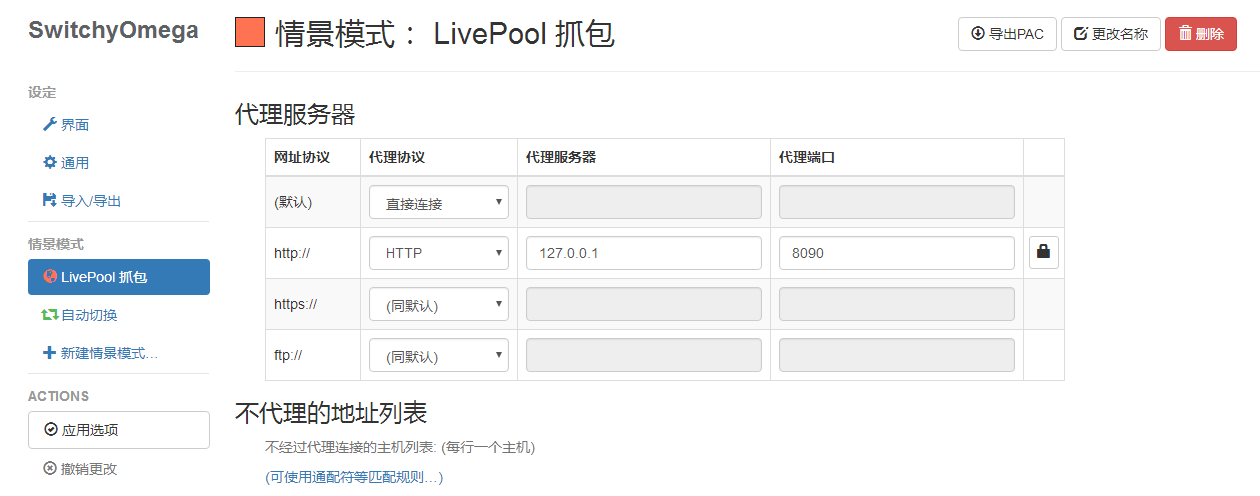 SwitchyOmega
设定
界面
通用
导入/导出
情景模式
LivePool 抓包
自动切换
新建情景模式…
ACTIONS
应用选项
撤销更改
情景模式： LivePool 抓包
导出PAC 更改名称 删除
代理服务器
网址协议 代理协议 代理服务器 代理端口
(默认) 直接连接
http:// HTTP 127.0.0.1 8090
https:// (同默认)
ftp:// (同默认)
不代理的地址列表
不经过代理连接的主机列表: (每行一个主机)
(可使用通配符等匹配规则…)